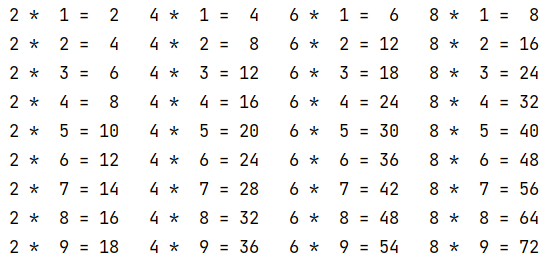 2 *  1 =  2   4 *  1 =  4   6 *  1 =  6   8 *  1 =  8
2 *  2 =  4   4 *  2 =  8   6 *  2 = 12   8 *  2 = 16
2 *  3 =  6   4 *  3 = 12   6 *  3 = 18   8 *  3 = 24
2 *  4 =  8   4 *  4 = 16   6 *  4 = 24   8 *  4 = 32
2 *  5 = 10   4 *  5 = 20   6 *  5 = 30   8 *  5 = 40
2 *  6 = 12   4 *  6 = 24   6 *  6 = 36   8 *  6 = 48
2 *  7 = 14   4 *  7 = 28   6 *  7 = 42   8 *  7 = 56
2 *  8 = 16   4 *  8 = 32   6 *  8 = 48   8 *  8 = 64
2 *  9 = 18   4 *  9 = 36   6 *  9 = 54   8 *  9 = 72